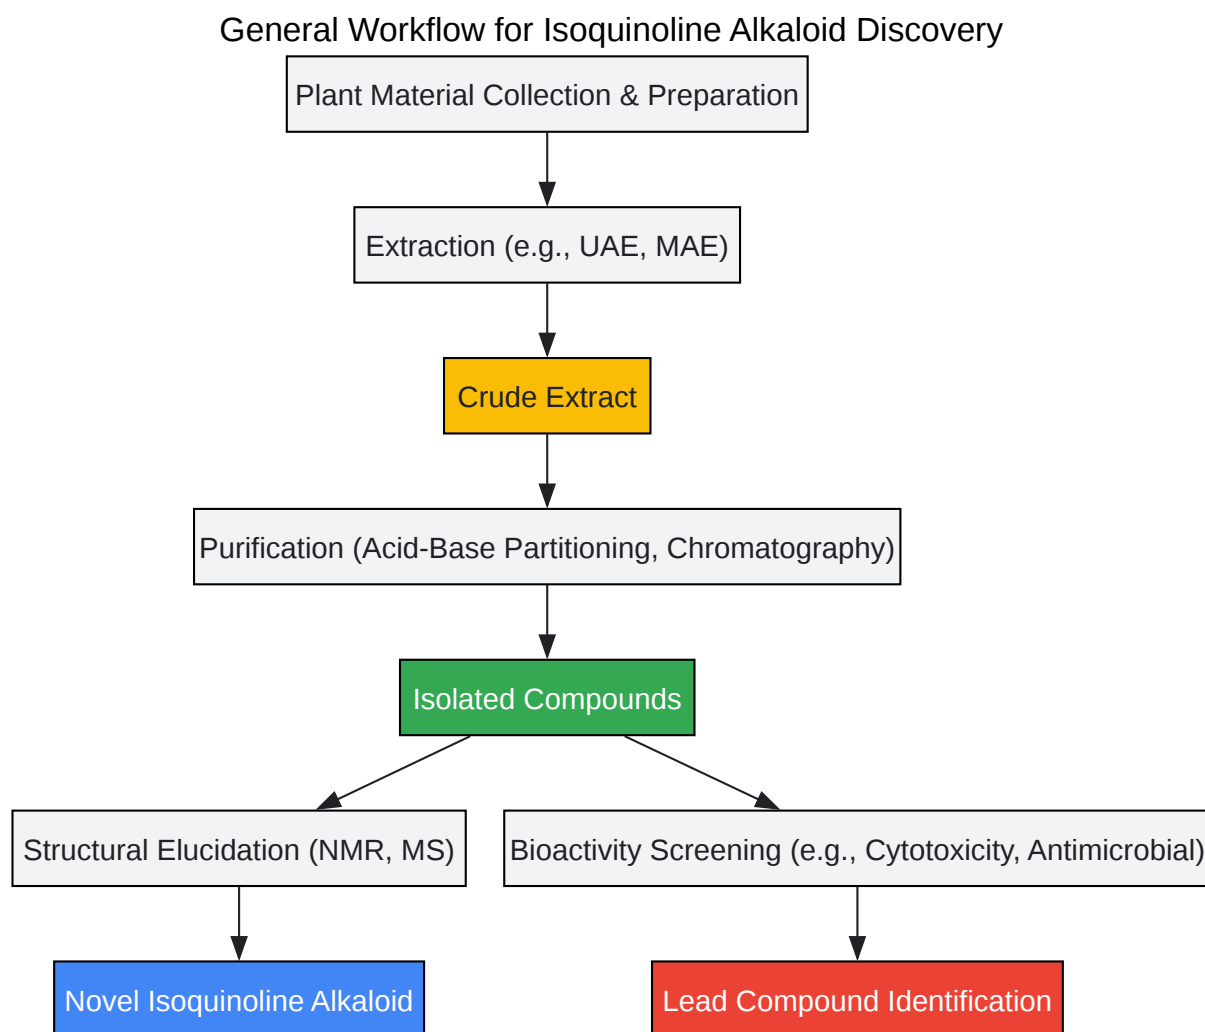 General Workflow for Isoquinoline Alkaloid Discovery
Plant Material Collection & Preparation
Extraction (e.g., UAE, MAE)
Crude Extract
Purification (Acid-Base Partitioning, Chromatography)
Isolated Compounds
Structural Elucidation (NMR, MS)
Bioactivity Screening (e.g., Cytotoxicity, Antimicrobial)
Novel Isoquinoline Alkaloid
Lead Compound Identification